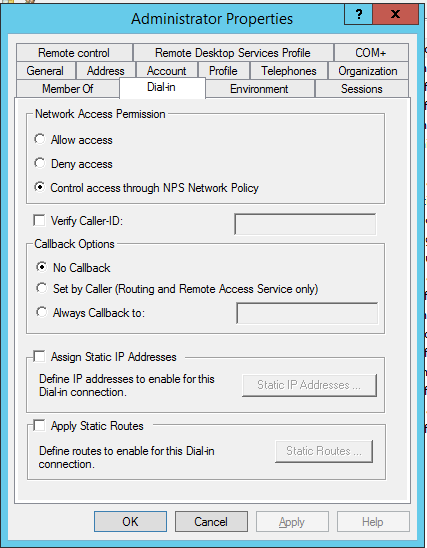 Administrator Properties
?
x
Remote control
Remote Desktop Services Profile
COM+
General
Address
Account
Profile
Telephones
Organization
Member Of
Dial-in
Environment
Sessions
Network Access Permission
Allow access
Deny access
Control access through NPS Network Policy
Verify Caller-ID:
Callback Options
No Callback
Set by Caller (Routing and Remote Access Service only)
Always Callback to:
Assign Static IP Addresses
Define IP addresses to enable for this
Dial-in connection.
Static IP Addresses ...
Apply Static Routes
Define routes to enable for this Dial-in
connection.
Static Routes ...
OK
Cancel
Apply
Help